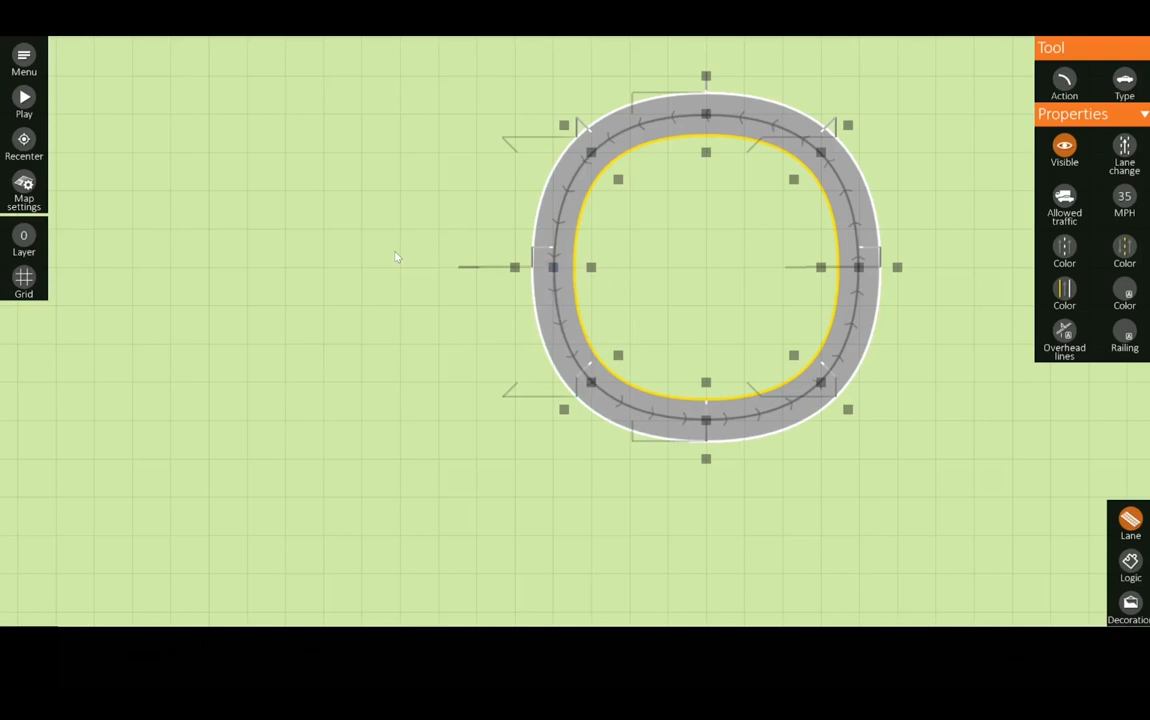 Menu
Play
Recenter
Map
settings
0
Layer
Grid
Tool
Action
Type
Properties
Visible
Lane
change
Allowed
traffic
35
MPH
Color
Color
Color
Color
A
Overhead
lines
A
Railing
A
Lane
Logic
Decoratio